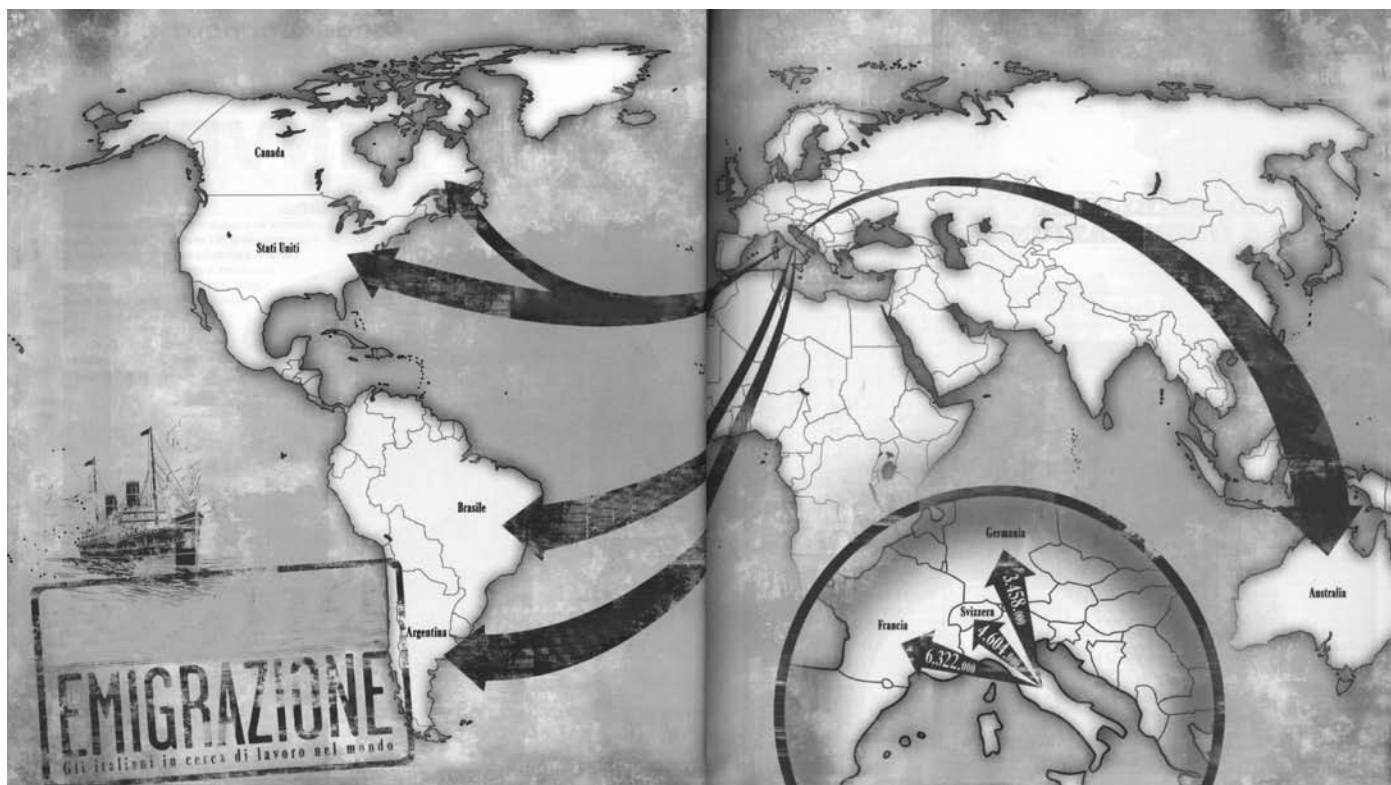 Canada
Stati Uniti
Brasile
Argentina
EMIGRAZIONE
Gli italiani in cerca di lavoro nel mondo
Germania
3.458.000
Svizzera
4.604.000
Francia
6.322.000
Australia